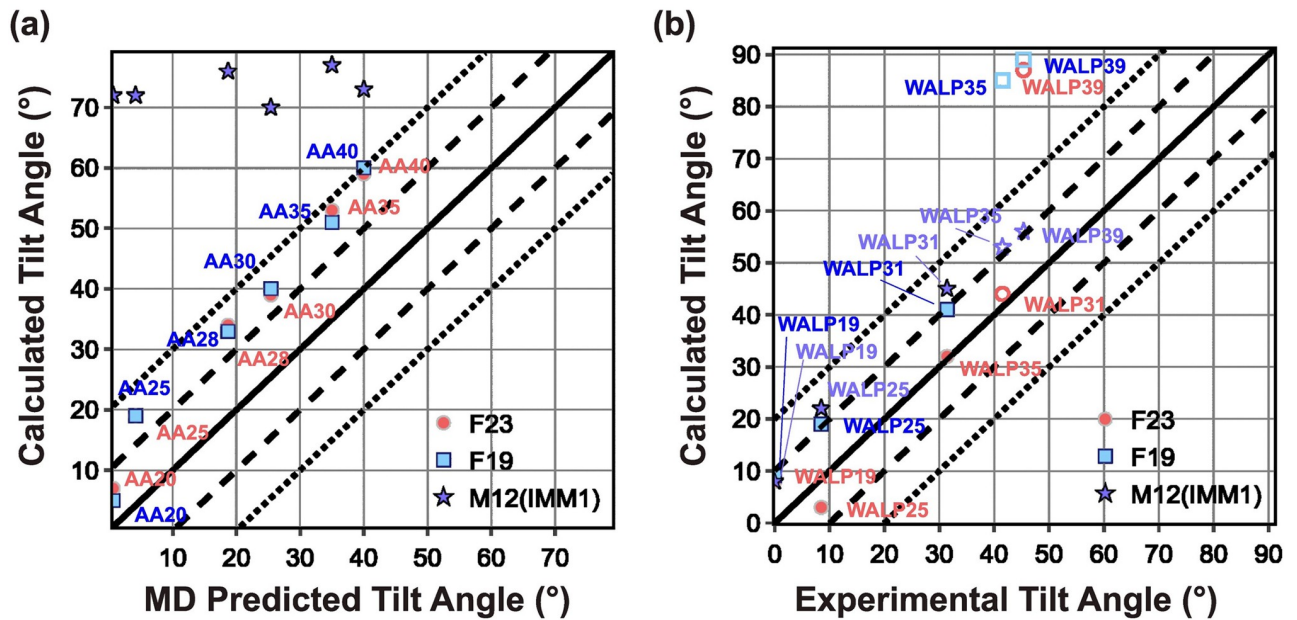 (a)
Calculated Tilt Angle (°)
70
60
50
40
30
20
10
AA40
AA40
AA35
AA35
AA30
AA30
AA28
AA28
AA25
AA25
AA20
AA20
F23
F19
M12(IMM1)
10 20 30 40 50 60 70
MD Predicted Tilt Angle (°)
(b)
Calculated Tilt Angle (°)
90
80
70
60
50
40
30
20
10
0
WALP39
WALP39
WALP35
WALP35
WALP39
WALP31
WALP31
WALP31
WALP19
WALP19
WALP35
WALP25
WALP25
WALP19
WALP25
F23
F19
M12(IMM1)
0 10 20 30 40 50 60 70 80 90
Experimental Tilt Angle (°)